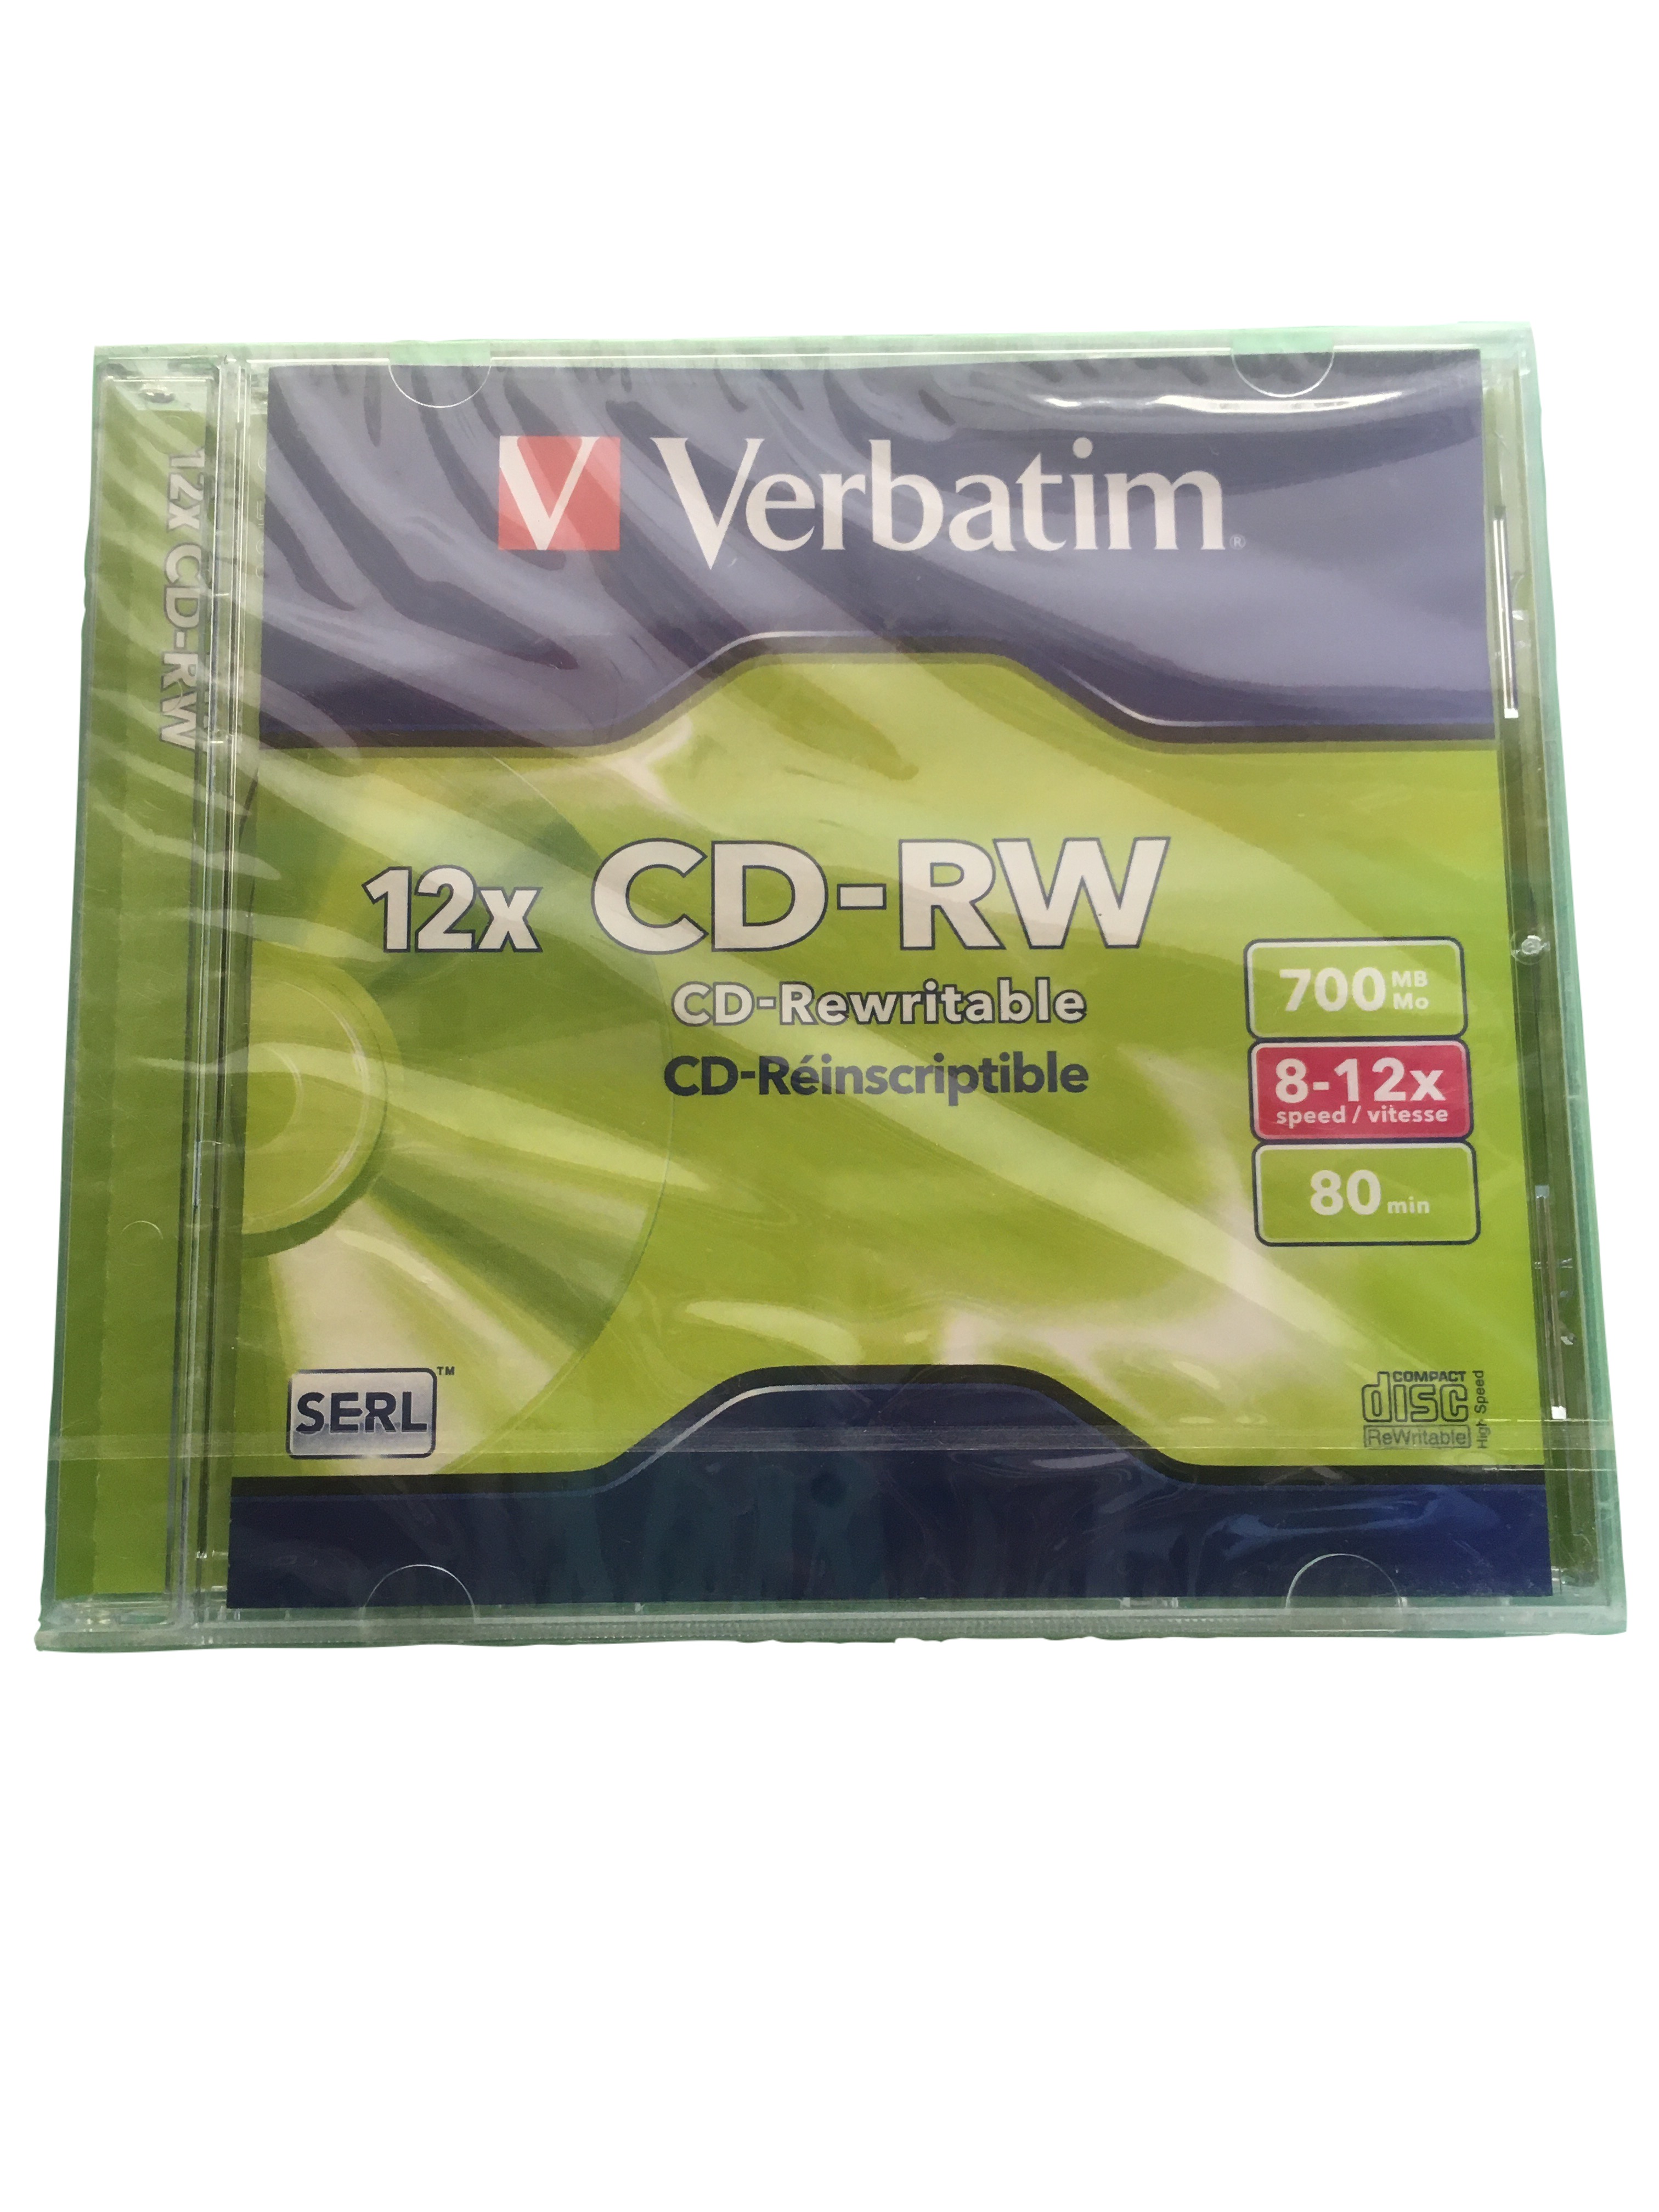 V Verbatim®
12x CD-RW
12x CD-RW
CD-Rewritable
CD-Réinscriptible
700 MB Mo
8-12x
speed / vitesse
80 min
SERL™
COMPACT
disc
ReWritable
High Speed